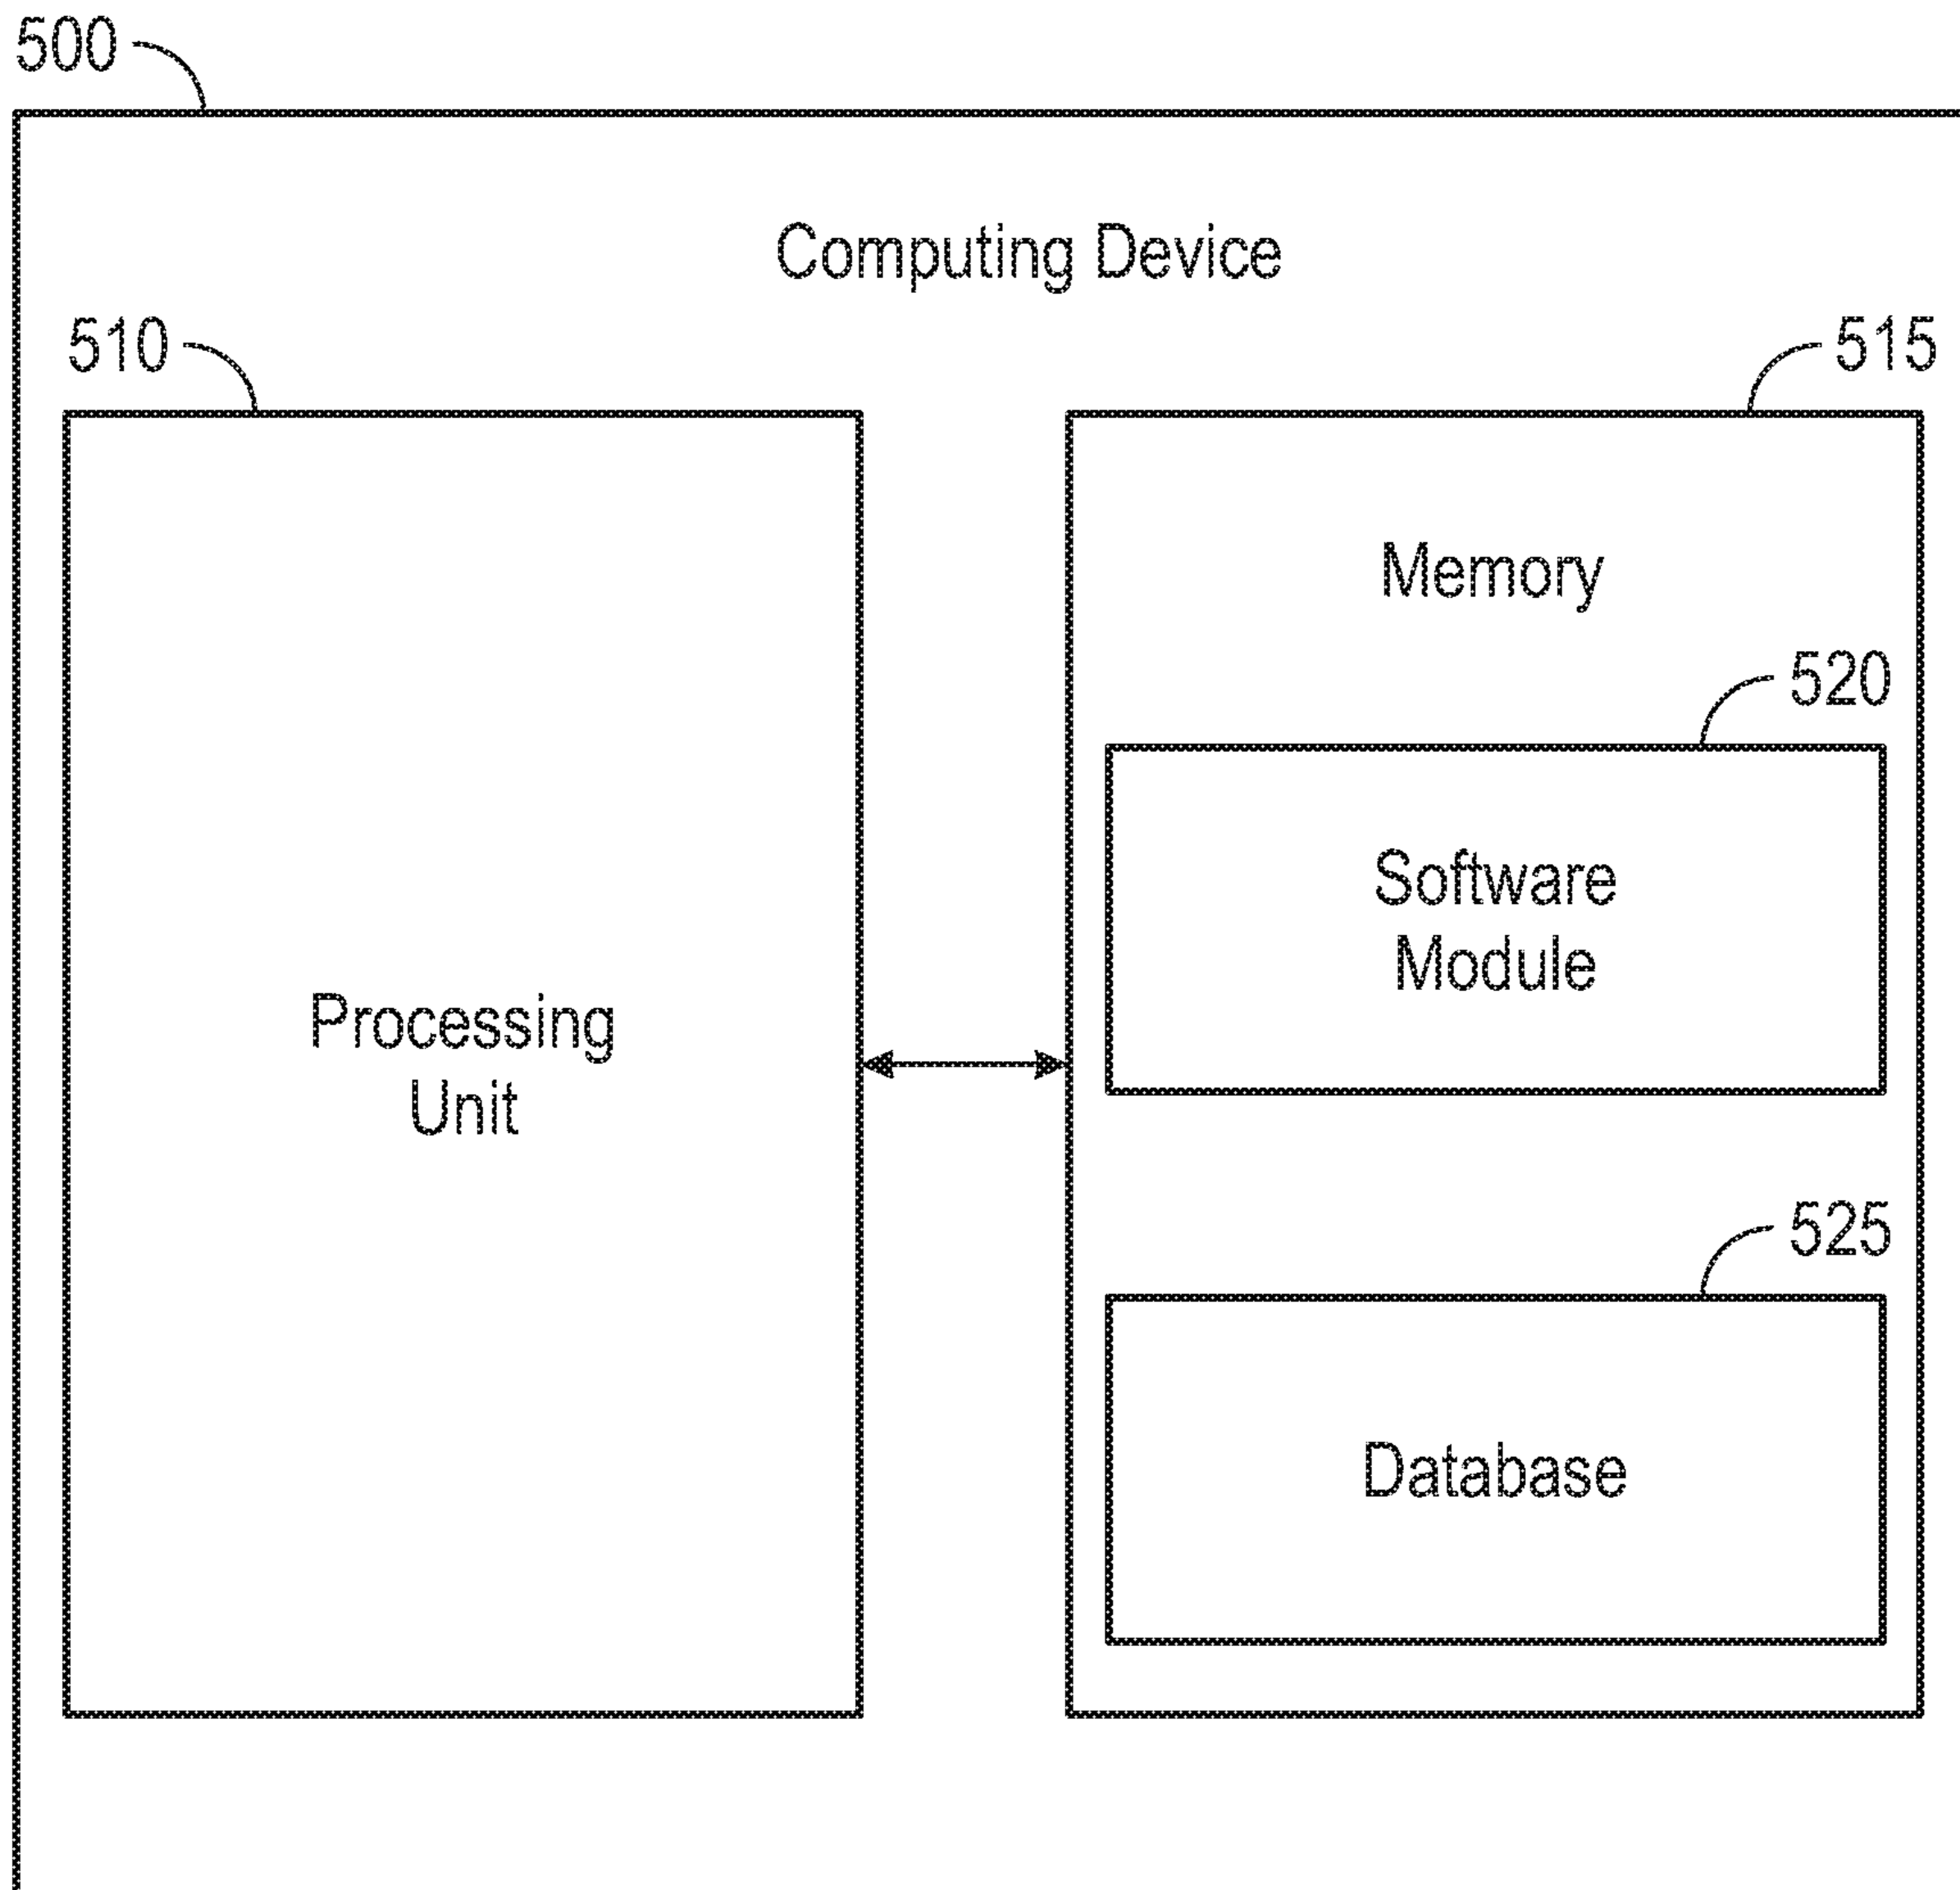 500
Computing Device
510
515
Memory
520
Software
Module
Processing
Unit
525
Database